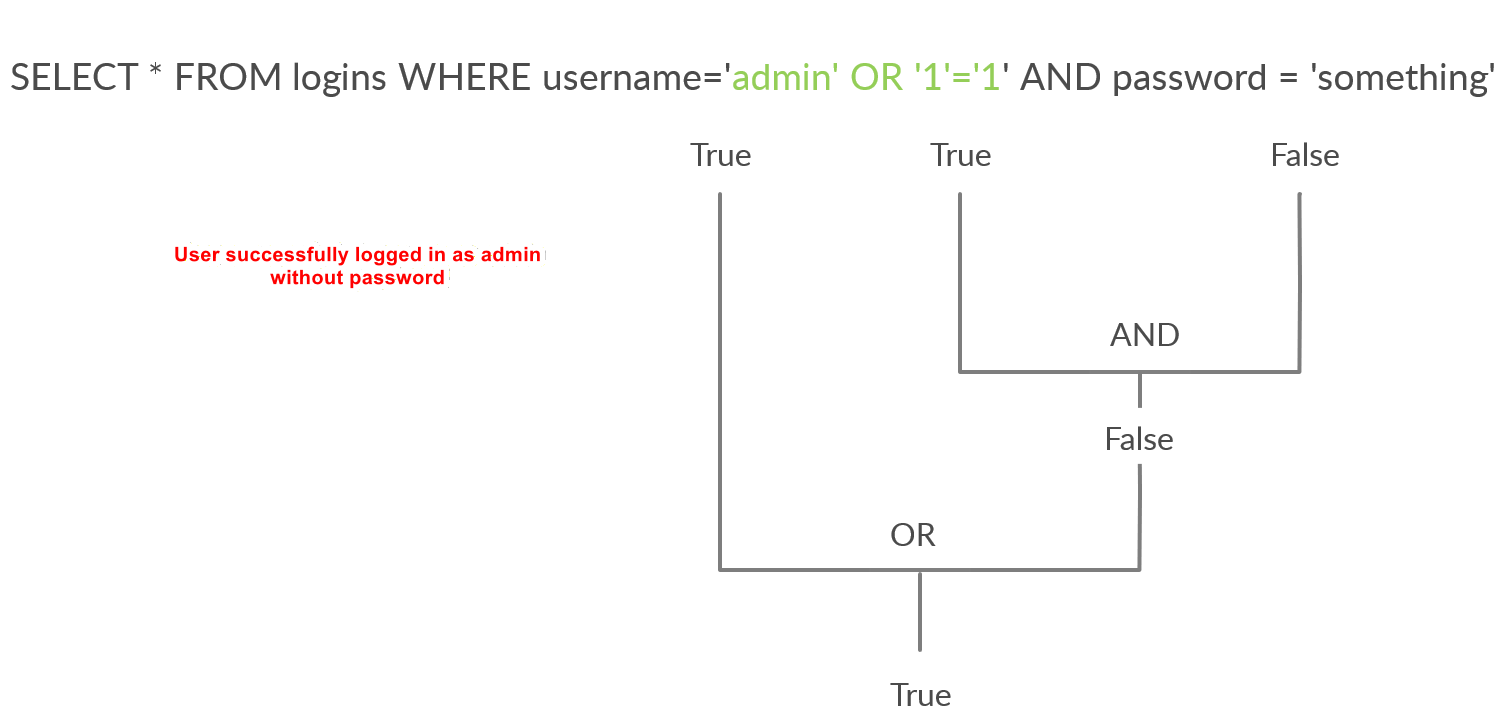 SELECT * FROM logins WHERE username='admin' OR '1'='1' AND password = 'something'
True True False
User successfully logged in as admin
without password
AND
False
OR
True